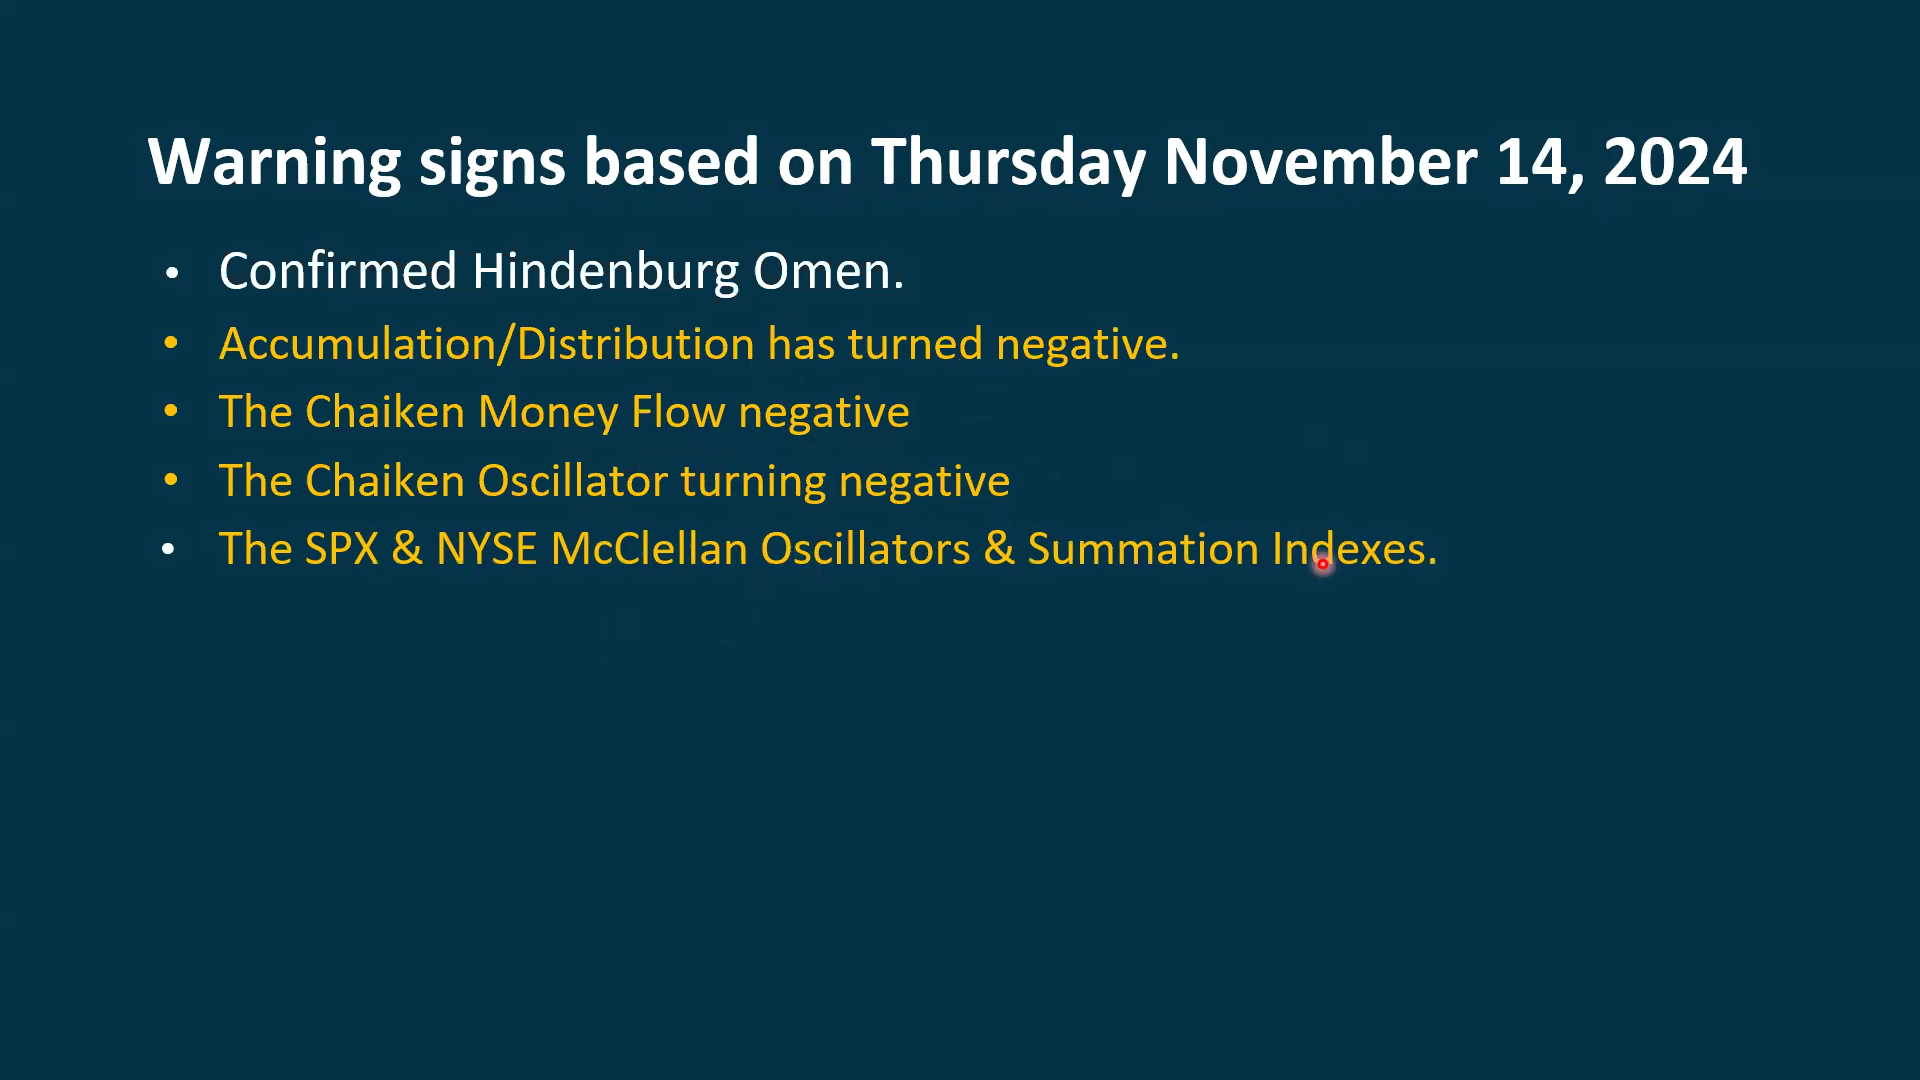 Warning signs based on Thursday November 14, 2024
• Confirmed Hindenburg Omen.
• Accumulation/Distribution has turned negative.
• The Chaiken Money Flow negative
• The Chaiken Oscillator turning negative
• The SPX & NYSE McClellan Oscillators & Summation Indexes.